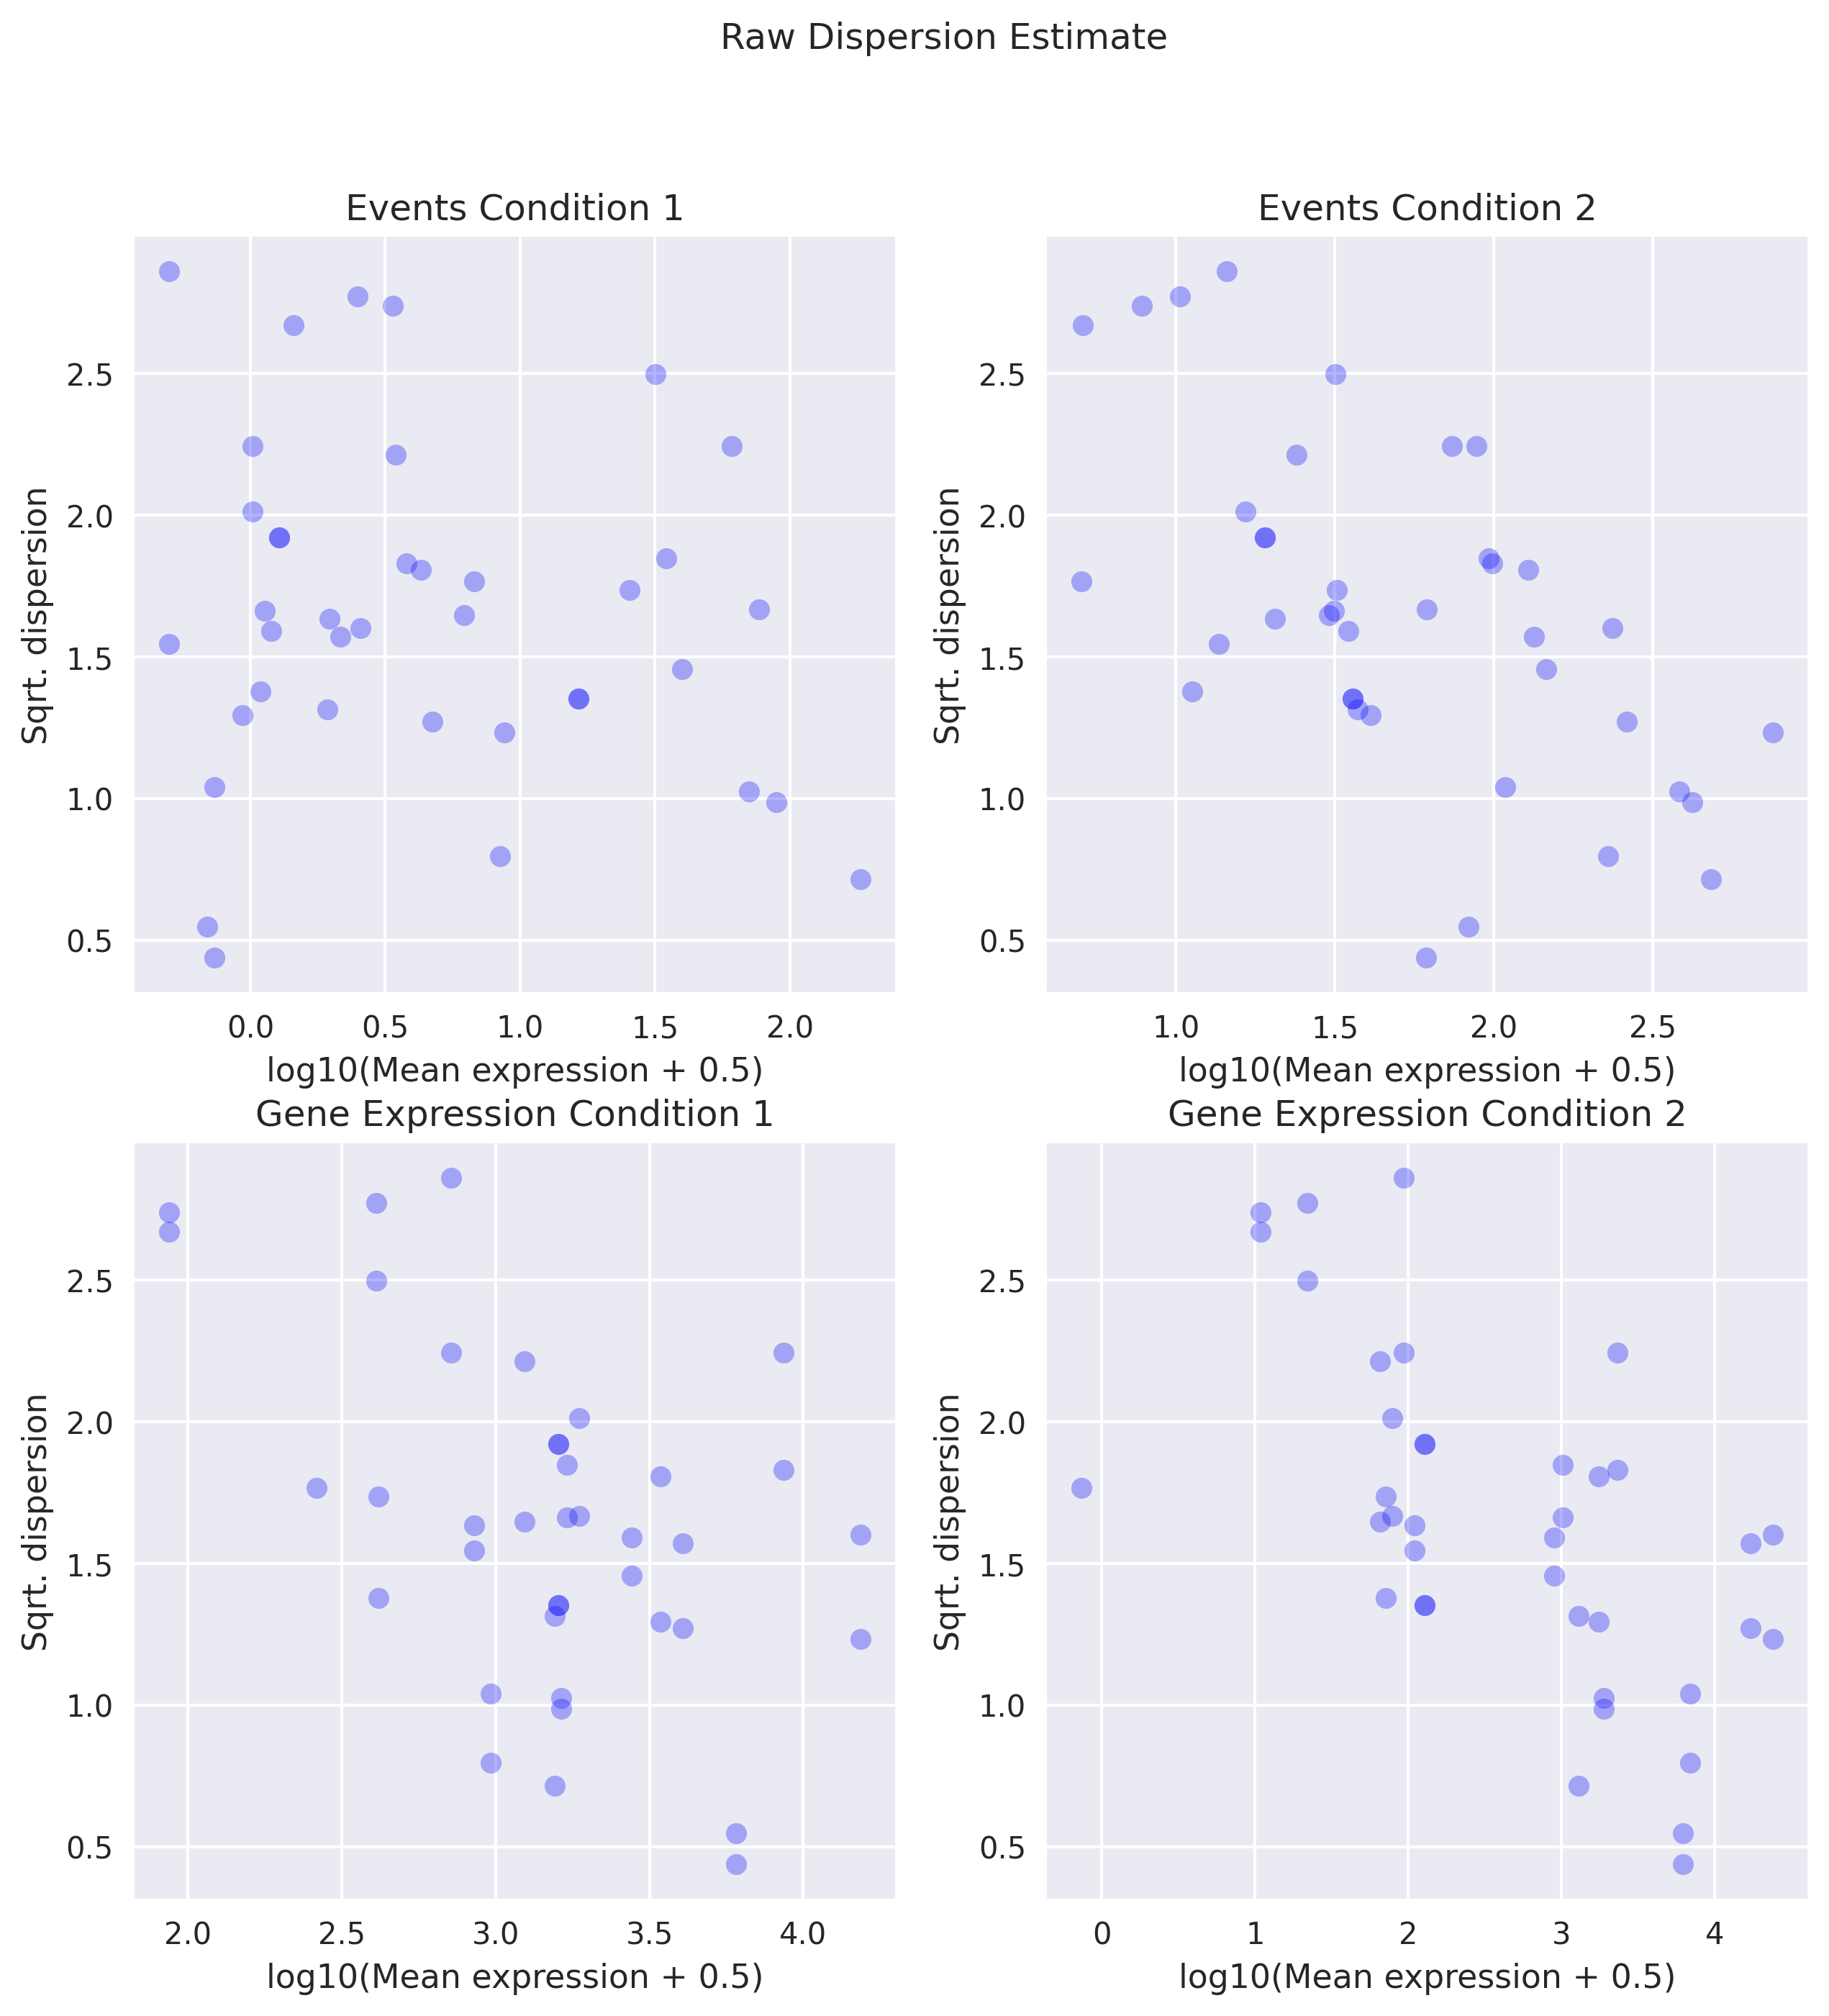 Raw Dispersion Estimate
Events Condition 1
Sqrt. dispersion
2.5
2.0
1.5
1.0
0.5
0.0 0.5 1.0 1.5 2.0
log10(Mean expression + 0.5)
Events Condition 2
Sqrt. dispersion
2.5
2.0
1.5
1.0
0.5
1.0 1.5 2.0 2.5
log10(Mean expression + 0.5)
Gene Expression Condition 1
Sqrt. dispersion
2.5
2.0
1.5
1.0
0.5
2.0 2.5 3.0 3.5 4.0
log10(Mean expression + 0.5)
Gene Expression Condition 2
Sqrt. dispersion
2.5
2.0
1.5
1.0
0.5
0 1 2 3 4
log10(Mean expression + 0.5)